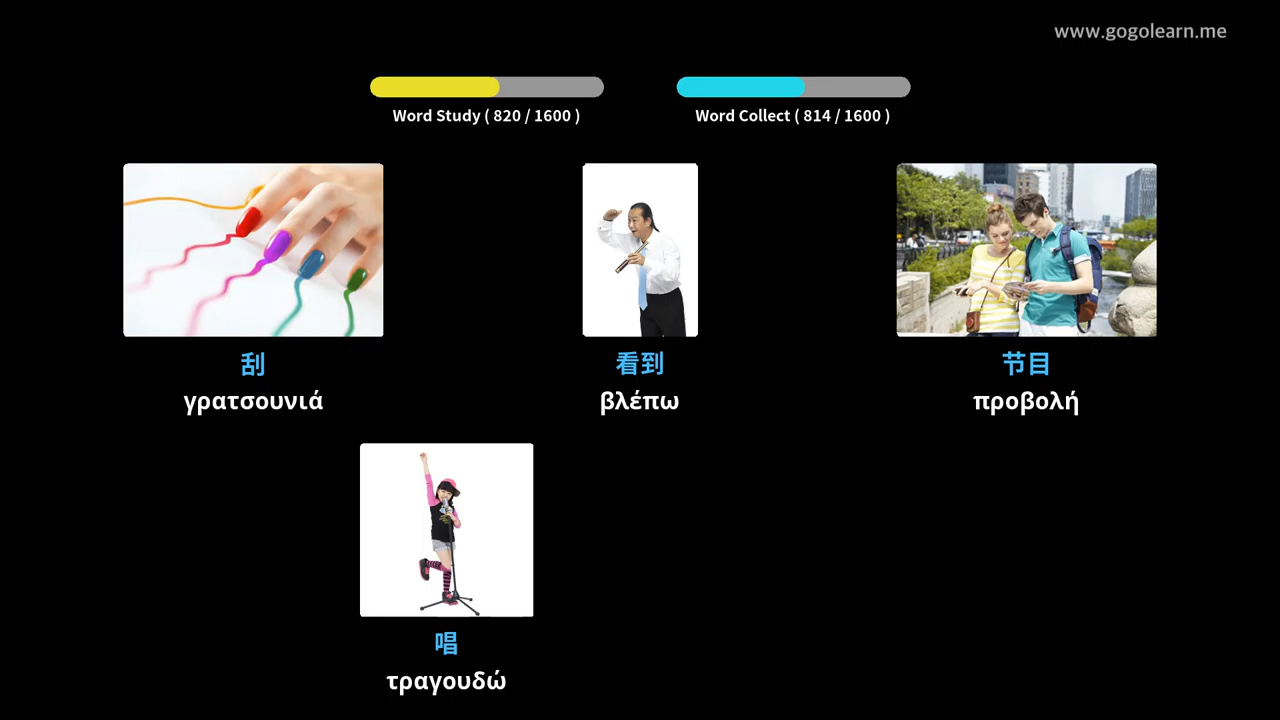 www.gogolearn.me
Word Study ( 820 / 1600 )
Word Collect ( 814 / 1600 )
刮
γρατσουνιά
看到
βλέπω
节目
προβολή
唱
τραγουδώ